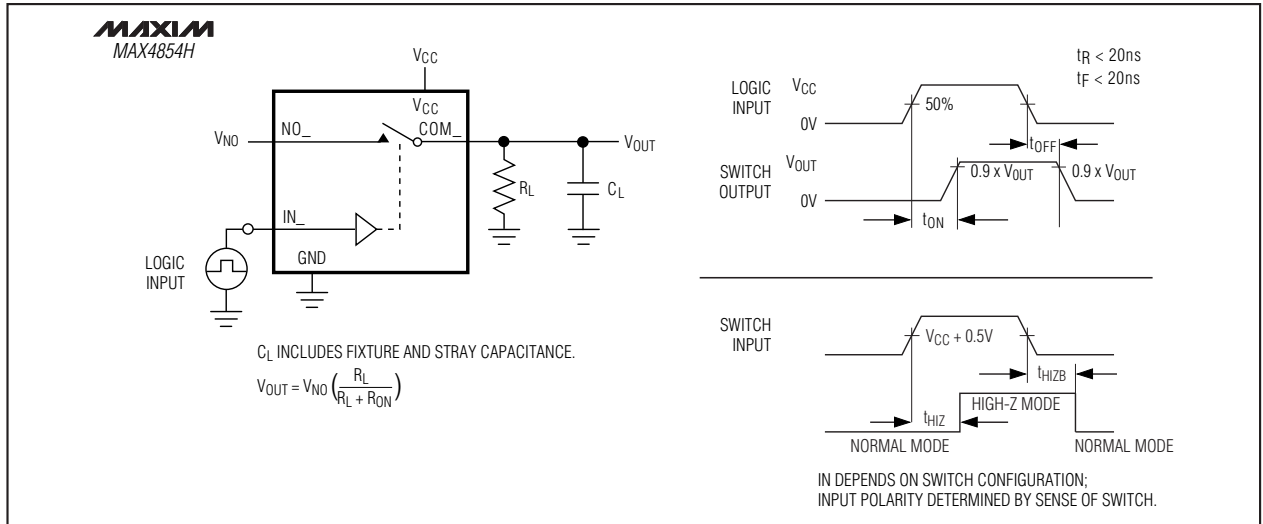 MAXIM
MAX4854H
VCC
VCC
VNO
NO_
COM_
VOUT
RL
CL
IN_
GND
LOGIC
INPUT
CL INCLUDES FIXTURE AND STRAY CAPACITANCE.
VOUT = VNO (RL / RL + RON)
tR < 20ns
tF < 20ns
LOGIC
INPUT
VCC
50%
0V
tOFF
SWITCH
OUTPUT
VOUT
0.9 x VOUT
0.9 x VOUT
0V
tON
SWITCH
INPUT
VCC + 0.5V
tHIZB
HIGH-Z MODE
tHIZ
NORMAL MODE
NORMAL MODE
IN DEPENDS ON SWITCH CONFIGURATION;
INPUT POLARITY DETERMINED BY SENSE OF SWITCH.